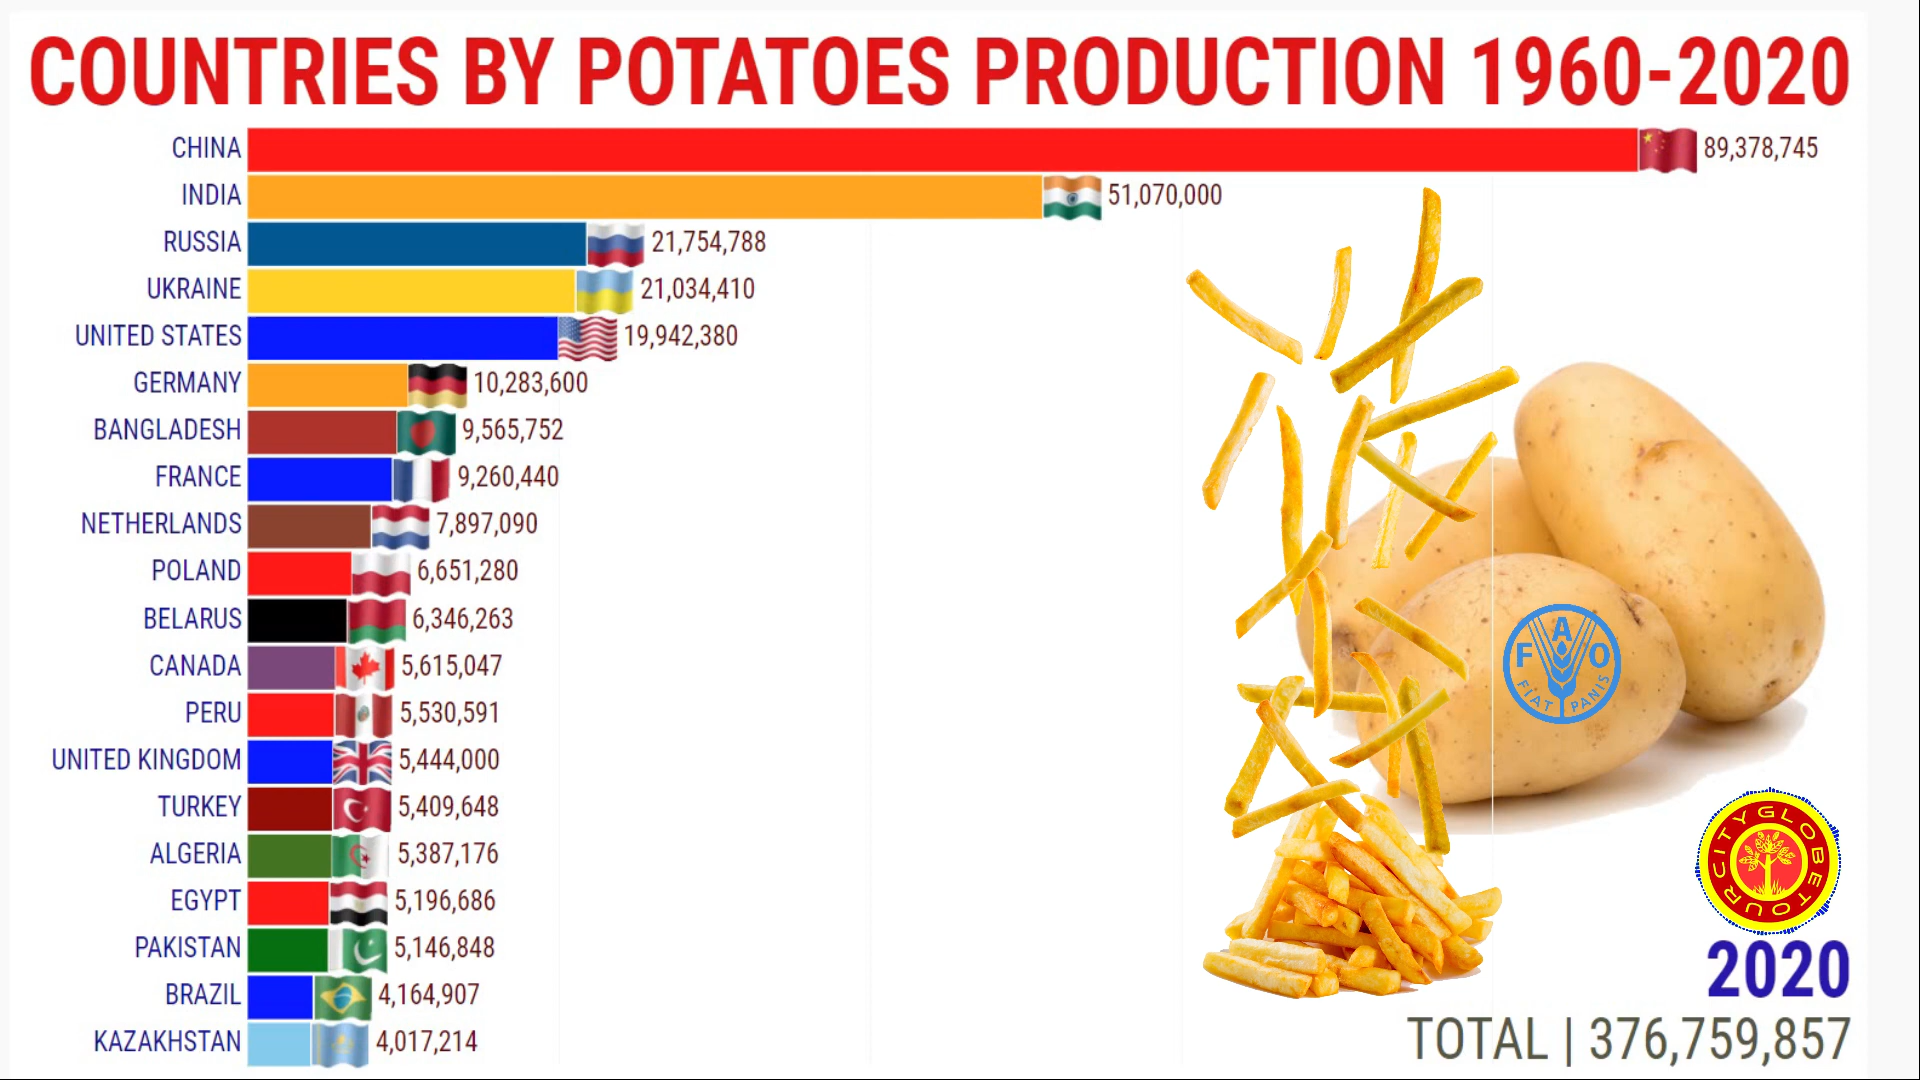 COUNTRIES BY POTATOES PRODUCTION 1960-2020
CHINA 89,378,745
INDIA 51,070,000
RUSSIA 21,754,788
UKRAINE 21,034,410
UNITED STATES 19,942,380
GERMANY 10,283,600
BANGLADESH 9,565,752
FRANCE 9,260,440
NETHERLANDS 7,897,090
POLAND 6,651,280
BELARUS 6,346,263
CANADA 5,615,047
PERU 5,530,591
UNITED KINGDOM 5,444,000
TURKEY 5,409,648
ALGERIA 5,387,176
EGYPT 5,196,686
PAKISTAN 5,146,848
BRAZIL 4,164,907
KAZAKHSTAN 4,017,214
F A O
FIAT PANIS
CITY GLOBE TOUR
2020
TOTAL | 376,759,857